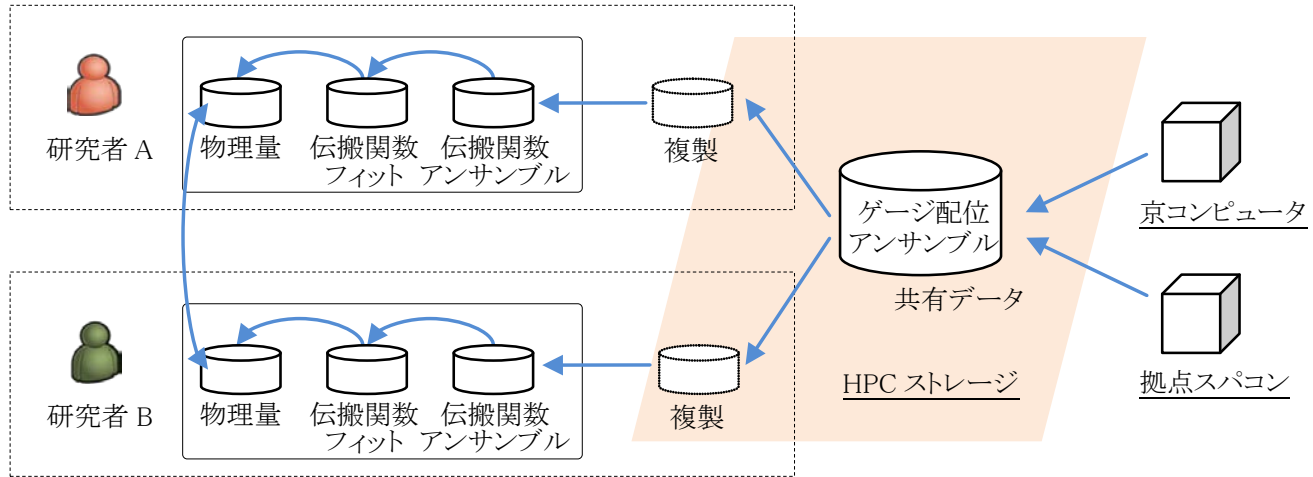 研究者 A
物理量
伝搬関数
フィット
伝搬関数
アンサンブル
複製
ゲージ配位
アンサンブル
共有データ
京コンピュータ
研究者 B
物理量
伝搬関数
フィット
伝搬関数
アンサンブル
複製
HPC ストレージ
拠点スパコン